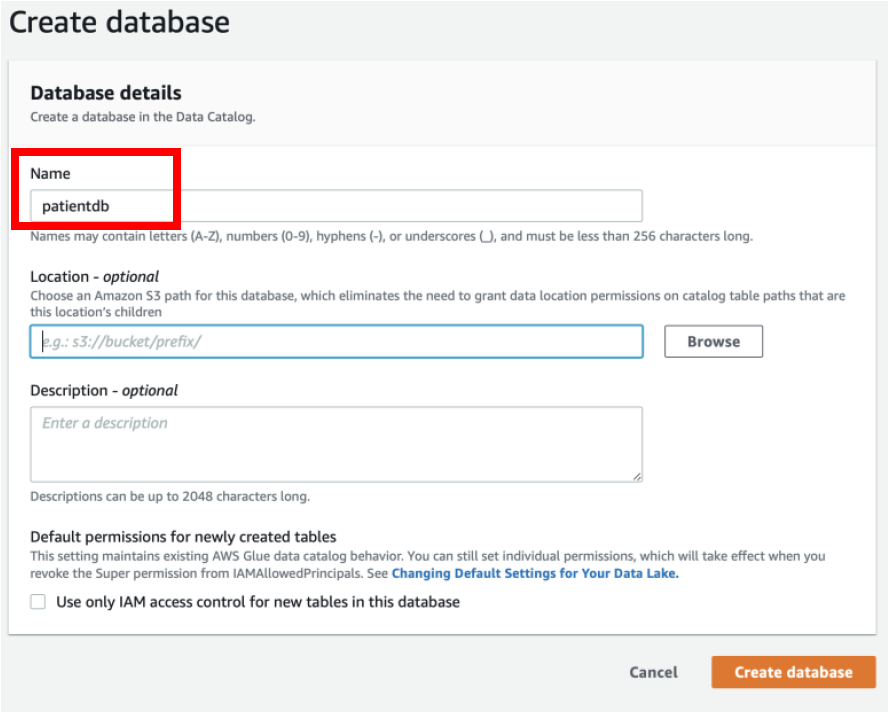 Create database
Database details
Create a database in the Data Catalog.
Name
patientdb
Names may contain letters (A-Z), numbers (0-9), hyphens (-), or underscores (_), and must be less than 256 characters long.
Location - optional
Choose an Amazon S3 path for this database, which eliminates the need to grant data location permissions on catalog table paths that are
this location's children
e.g.: s3://bucket/prefix/
Browse
Description - optional
Enter a description
Descriptions can be up to 2048 characters long.
Default permissions for newly created tables
This setting maintains existing AWS Glue data catalog behavior. You can still set individual permissions, which will take effect when you
revoke the Super permission from IAMAllowedPrincipals. See Changing Default Settings for Your Data Lake.
Use only IAM access control for new tables in this database
Cancel
Create database